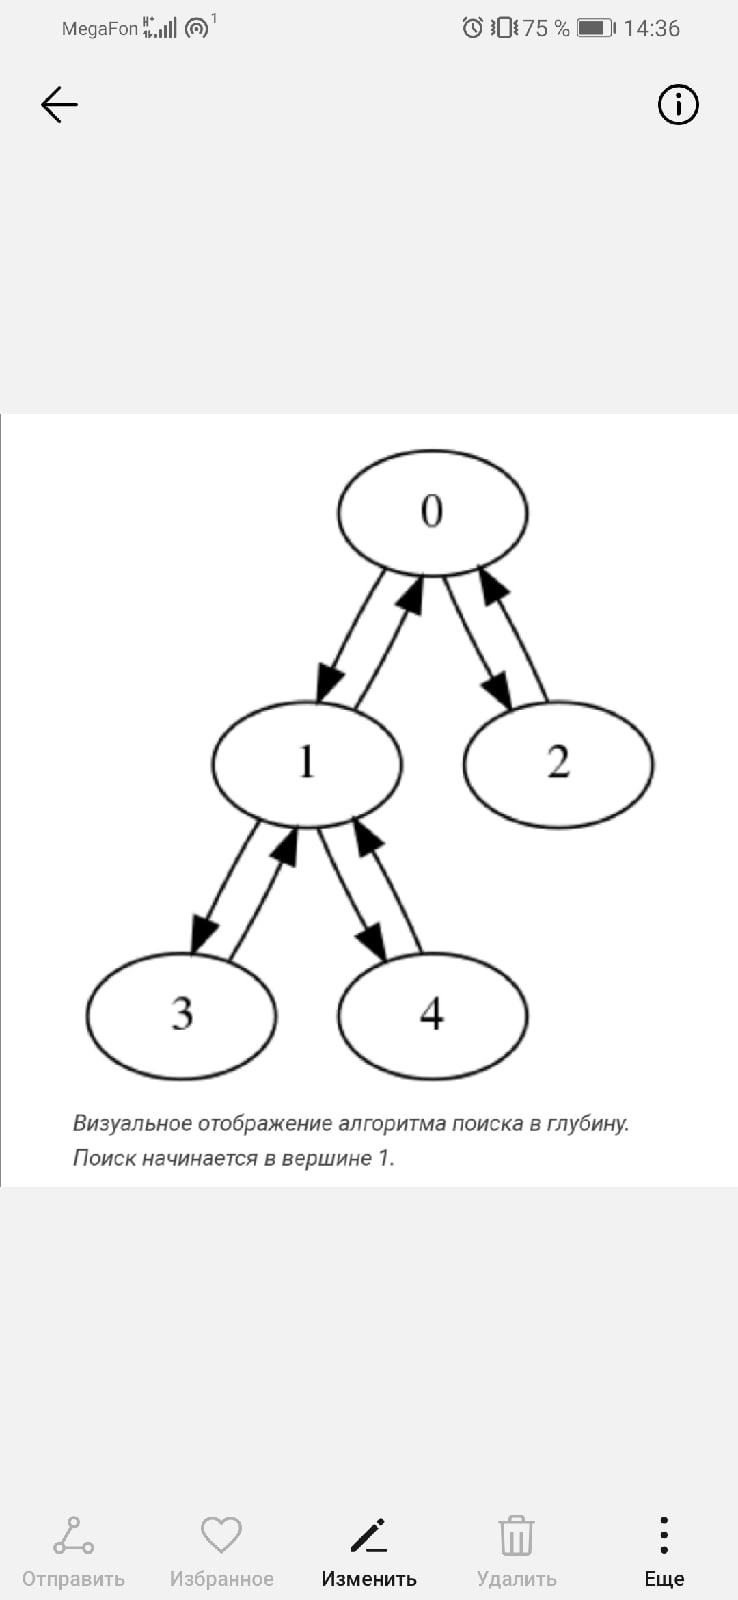 MegaFon H+ 1 75 % 14:36
0
1 2
3 4
Визуальное отображение алгоритма поиска в глубину.
Поиск начинается в вершине 1.
Отправить Избранное Изменить Удалить Еще